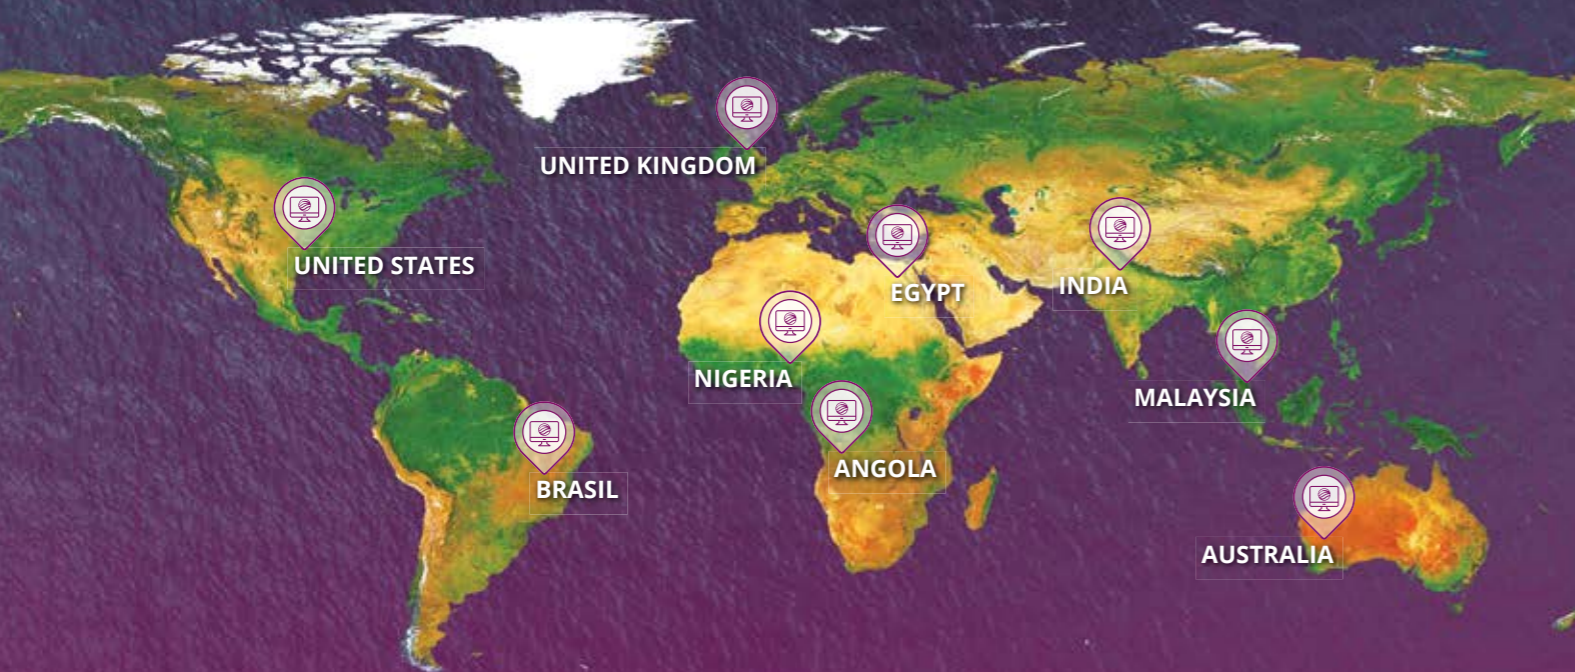 UNITED KINGDOM
UNITED STATES
EGYPT
INDIA
NIGERIA
MALAYSIA
ANGOLA
BRASIL
AUSTRALIA